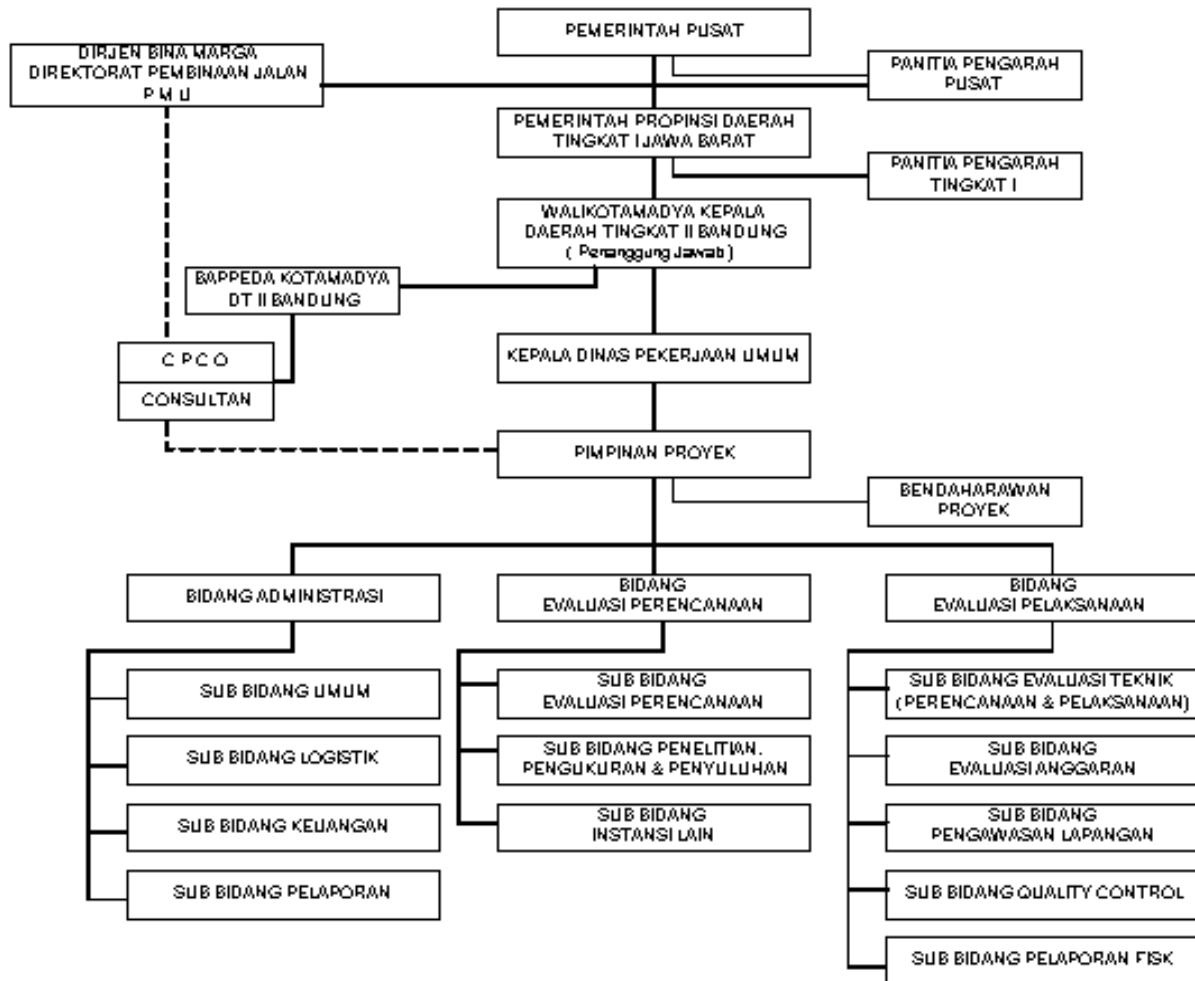 PEMERINTAH PUSAT
DIRJEN BINA MARGA
DIREKTORAT PEMBINAAN JALAN
P M U
PANITIA PENGARAH
PUSAT
PEMERINTAH PROPINSI DAERAH
TINGKAT I JAWA BARAT
PANITIA PENGARAH
TINGKAT I
WALIKOTAMADYA KEPALA
DAERAH TINGKAT II BANDUNG
( Penanggung Jawab )
BAPPEDA KOTAMADYA
DT II BANDUNG
C P C O
CONSULTAN
KEPALA DINAS PEKERJAAN UMUM
PIMPINAN PROYEK
BENDAHARAWAN
PROYEK
BIDANG ADMINISTRASI
BIDANG
EVALUASI PERENCANAAN
BIDANG
EVALUASI PELAKSANAAN
SUB BIDANG UMUM
SUB BIDANG LOGISTIK
SUB BIDANG KEUANGAN
SUB BIDANG PELAPORAN
SUB BIDANG
EVALUASI PERENCANAAN
SUB BIDANG PENELITIAN,
PENGUKURAN & PENYULUHAN
SUB BIDANG
INSTANSI LAIN
SUB BIDANG EVALUASI TEKNIK
( PERENCANAAN & PELAKSANAAN)
SUB BIDANG
EVALUASI ANGGARAN
SUB BIDANG
PENGAWASAN LAPANGAN
SUB BIDANG QUALITY CONTROL
SUB BIDANG PELAPORAN FISK